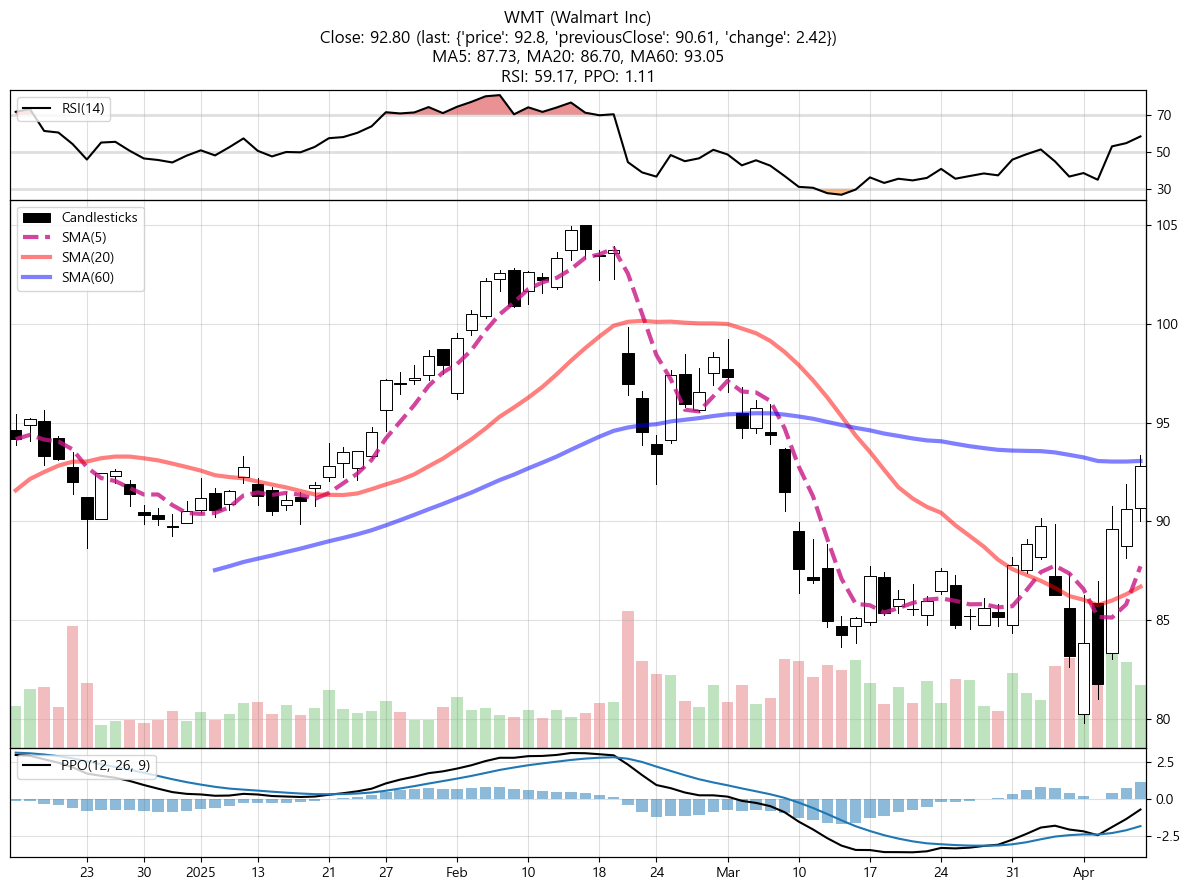 WMT (Walmart Inc)
Close: 92.80 (last: {'price': 92.8, 'previousClose': 90.61, 'change': 2.42})
MA5: 87.73, MA20: 86.70, MA60: 93.05
RSI: 59.17, PPO: 1.11
RSI(14)
70
50
30
Candlesticks
SMA(5)
SMA(20)
SMA(60)
105
100
95
90
85
80
PPO(12, 26, 9)
2.5
0.0
-2.5
23 30 2025 13 21 27 Feb 10 18 24 Mar 10 17 24 31 Apr